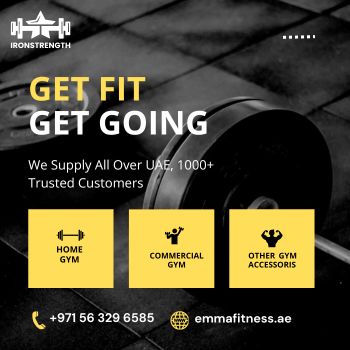 IRONSTRENGTH
GET FIT
GET GOING
We Supply All Over UAE, 1000+
Trusted Customers
HOME
GYM
COMMERCIAL
GYM
OTHER GYM
ACCESSORIS
+971 56 329 6585
emmafitness.ae